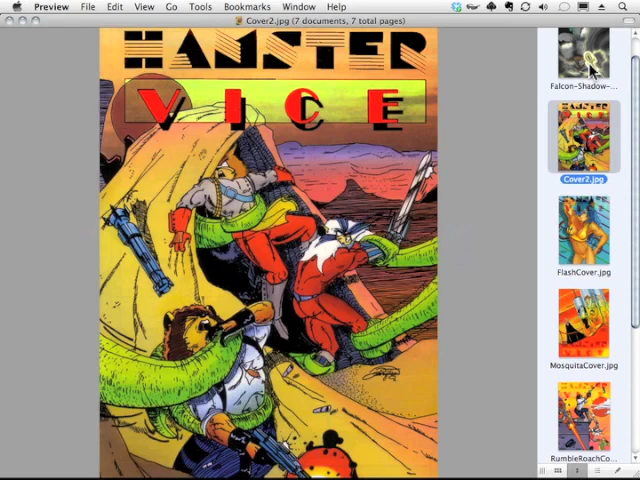 Preview File Edit View Go Tools Bookmarks Window Help
Cover2.jpg (7 documents, 7 total pages)
HAMSTER
VICE
Falcon-Shadow-...
Cover2.jpg
FlashCover.jpg
MosquitaCover.jpg
VICE
RumbleRoachCo...